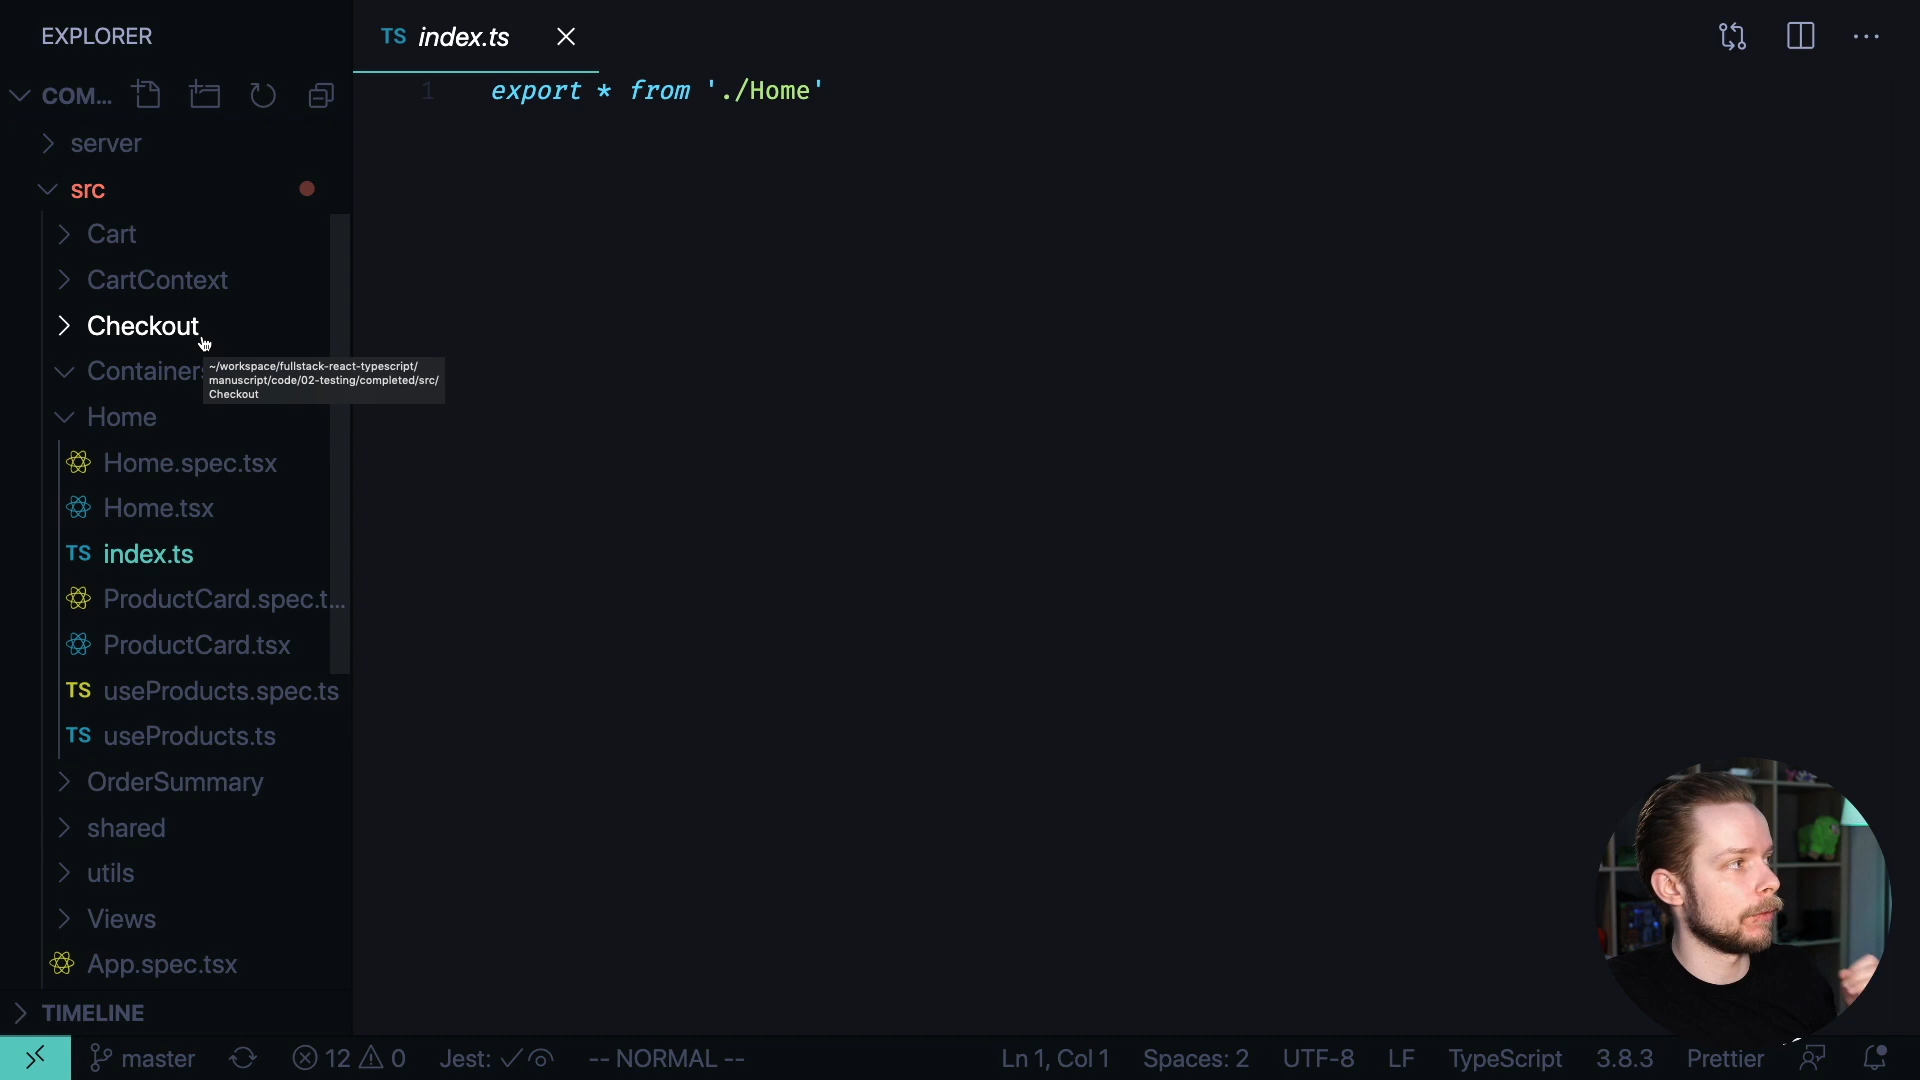 EXPLORER
TS index.ts
COM...
1 export * from './Home'
server
src
Cart
CartContext
Checkout
Containers
~/workspace/fullstack-react-typescript/
manuscript/code/02-testing/completed/src/
Checkout
Home
Home.spec.tsx
Home.tsx
TS index.ts
ProductCard.spec.t...
ProductCard.tsx
TS useProducts.spec.ts
TS useProducts.ts
OrderSummary
shared
utils
Views
App.spec.tsx
TIMELINE
master 12 0 Jest: -- NORMAL -- Ln 1, Col 1 Spaces: 2 UTF-8 LF TypeScript 3.8.3 Prettier